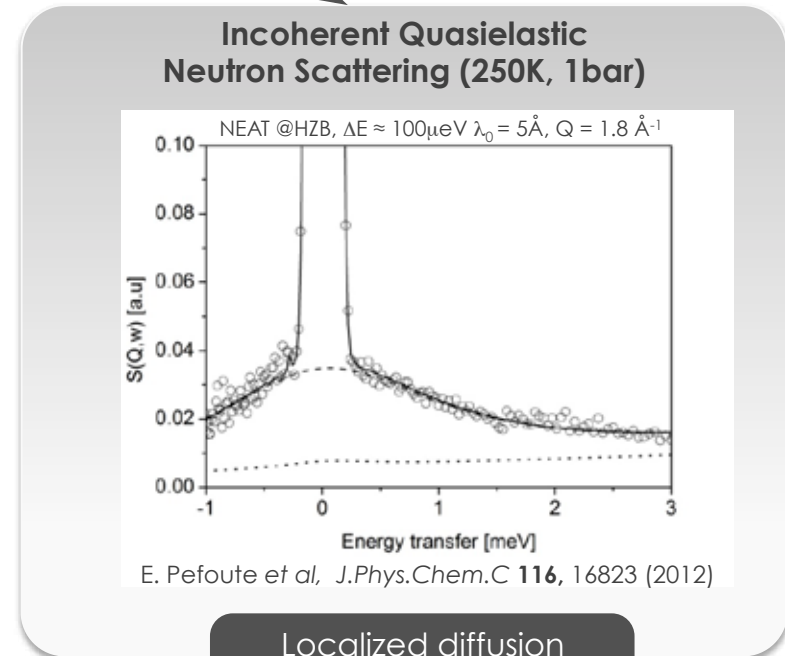 Incoherent Quasielastic
Neutron Scattering (250K, 1bar)
NEAT @HZB, ΔE ≈ 100μeV λ₀ = 5Å, Q = 1.8 Å⁻¹
0.10
0.08
0.06
0.04
0.02
0.00
S(Q,w) [a.u]
-1 0 1 2 3
Energy transfer [meV]
E. Pefoute et al, J.Phys.Chem.C 116, 16823 (2012)
Localized diffusion